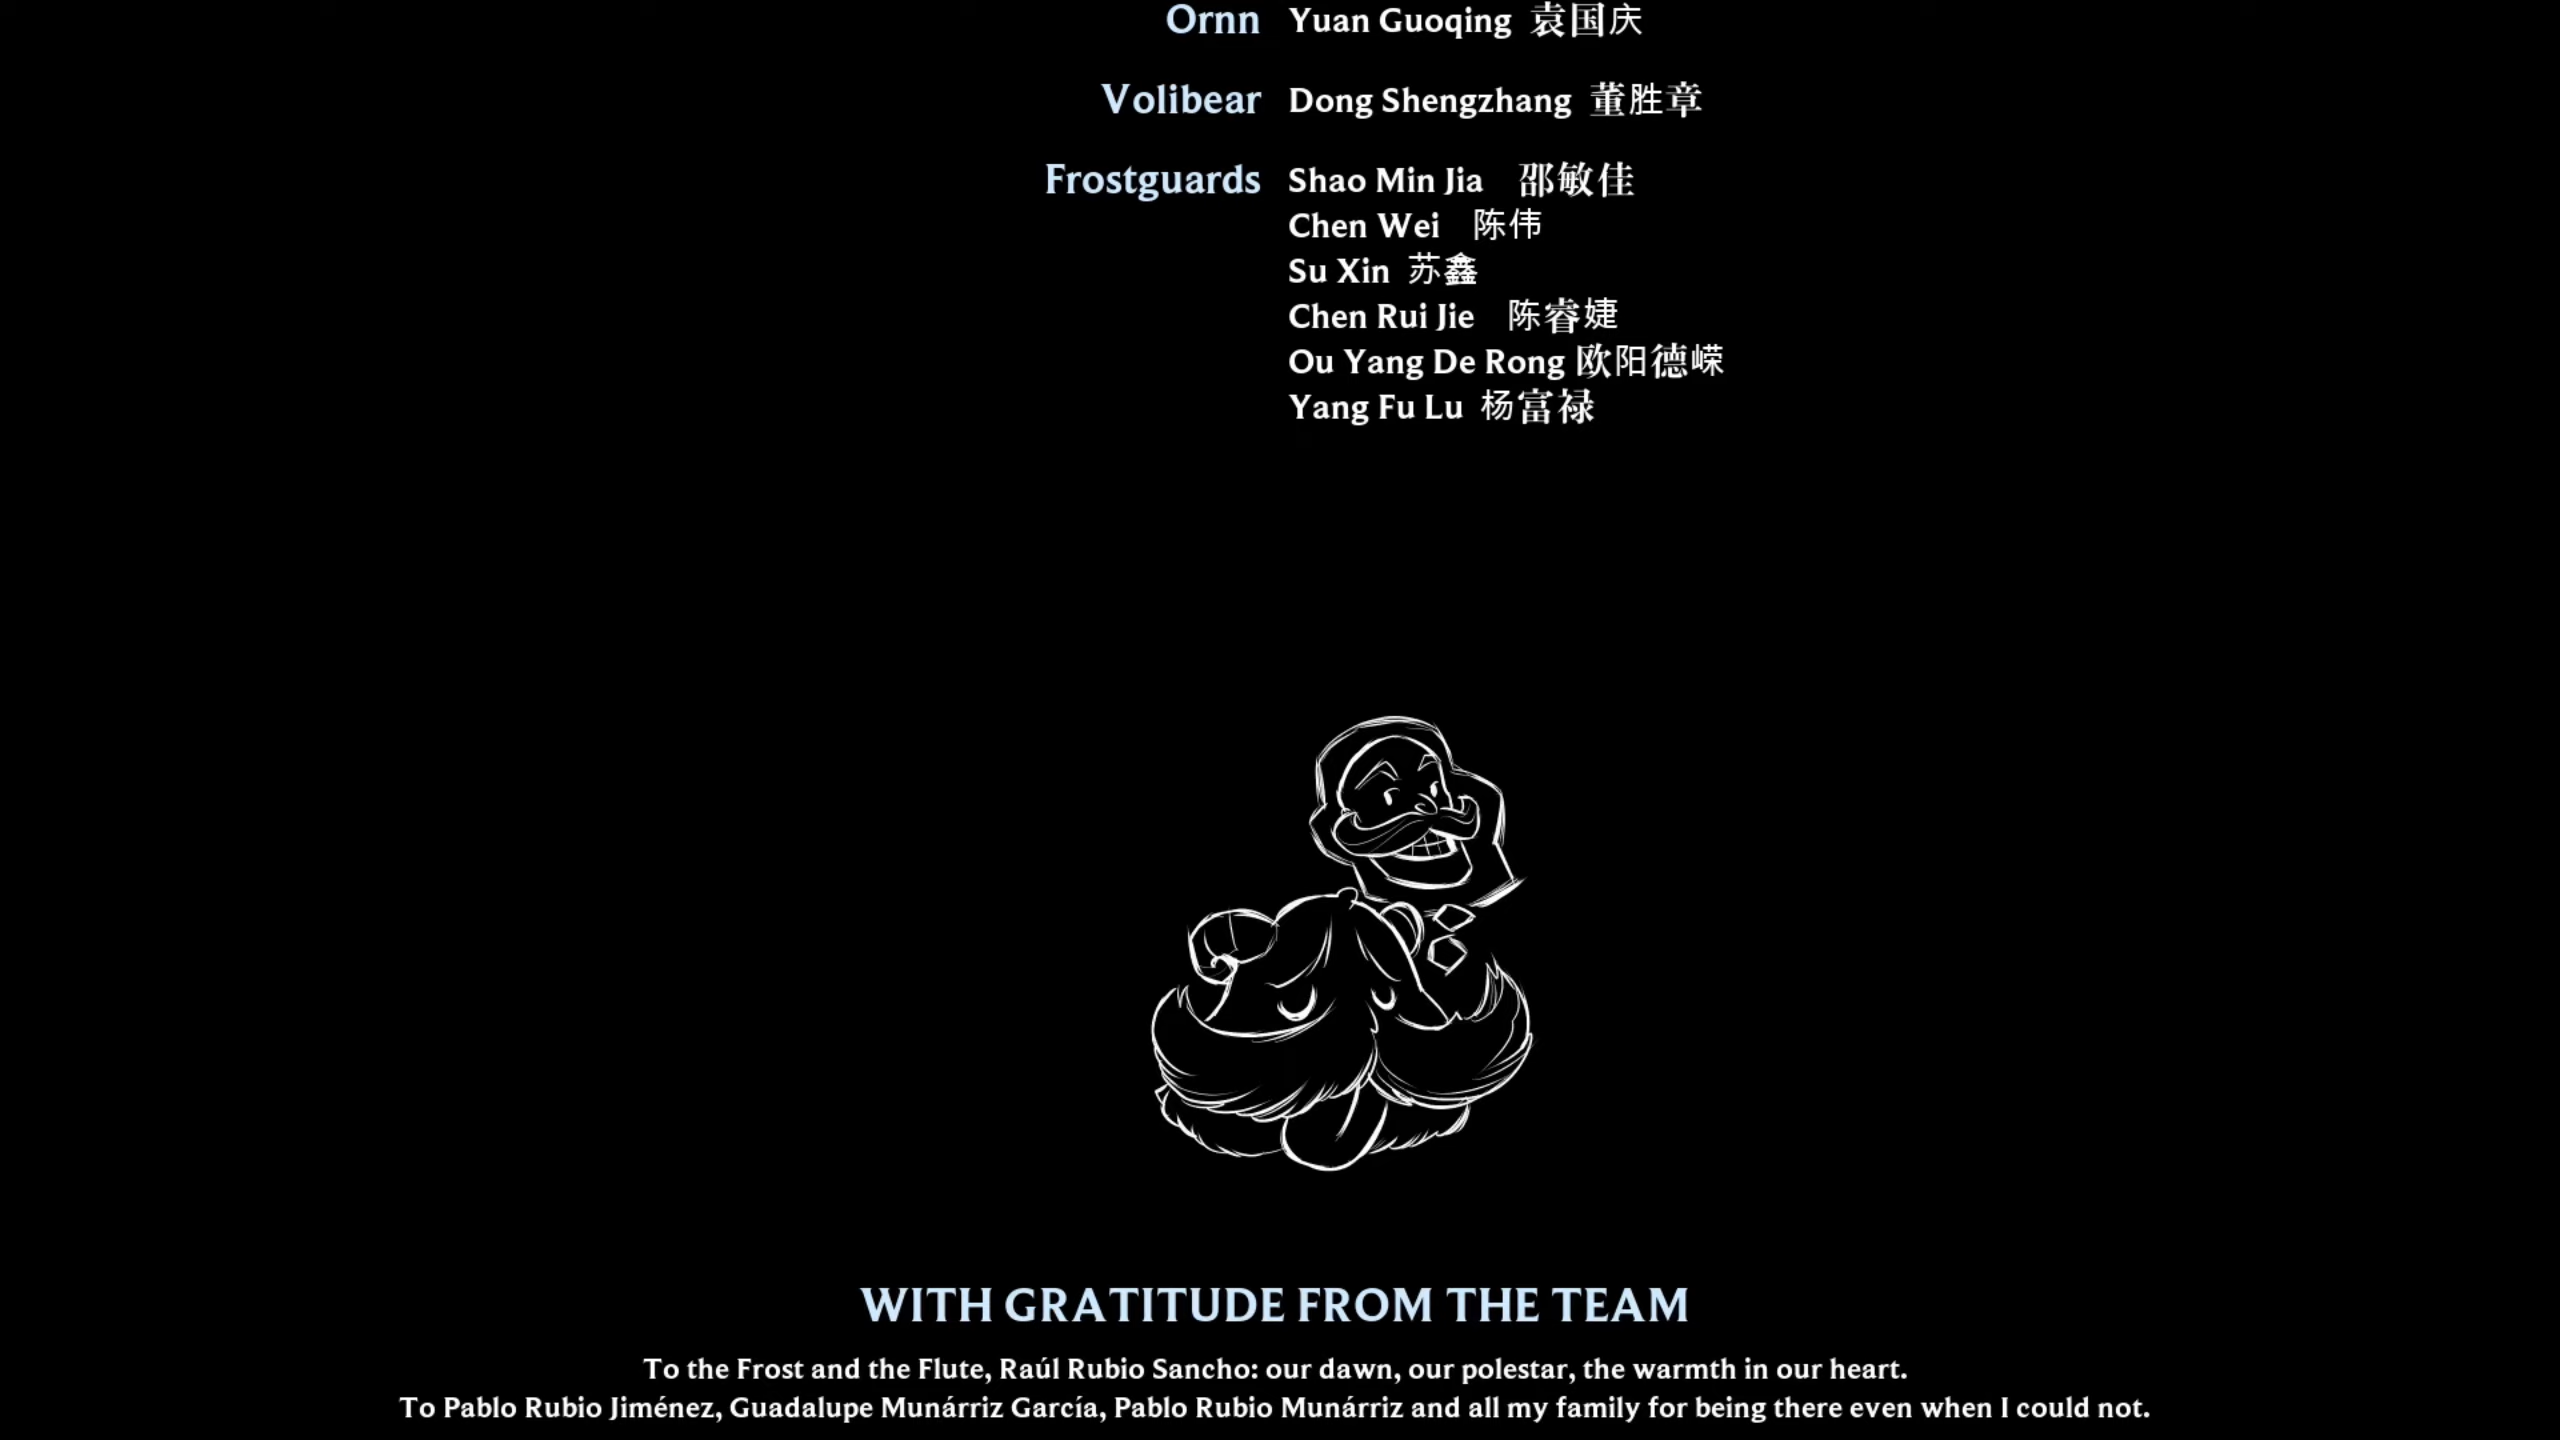 Ornn Yuan Guoqing 袁国庆
Volibear Dong Shengzhang 董胜章
Frostguards Shao Min Jia 邵敏佳
Chen Wei 陈伟
Su Xin 苏鑫
Chen Rui Jie 陈睿婕
Ou Yang De Rong 欧阳德嵘
Yang Fu Lu 杨富禄
WITH GRATITUDE FROM THE TEAM
To the Frost and the Flute, Raúl Rubio Sancho: our dawn, our polestar, the warmth in our heart.
To Pablo Rubio Jiménez, Guadalupe Munárriz García, Pablo Rubio Munárriz and all my family for being there even when I could not.